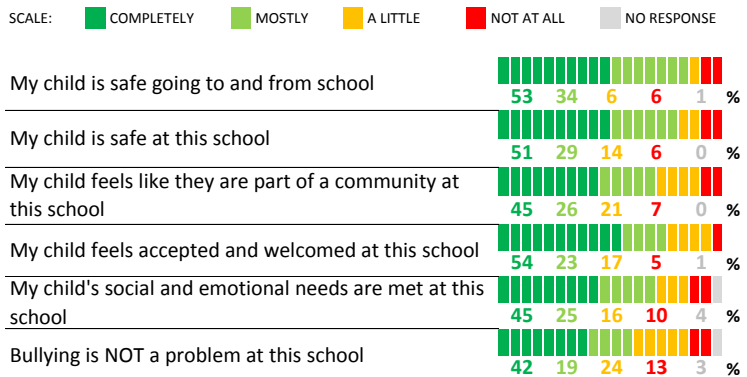 SCALE: COMPLETELY MOSTLY A LITTLE NOT AT ALL NO RESPONSE
My child is safe going to and from school
53 34 6 6 1 %
My child is safe at this school
51 29 14 6 0 %
My child feels like they are part of a community at
this school
45 26 21 7 0 %
My child feels accepted and welcomed at this school
54 23 17 5 1 %
My child's social and emotional needs are met at this
school
45 25 16 10 4 %
Bullying is NOT a problem at this school
42 19 24 13 3 %